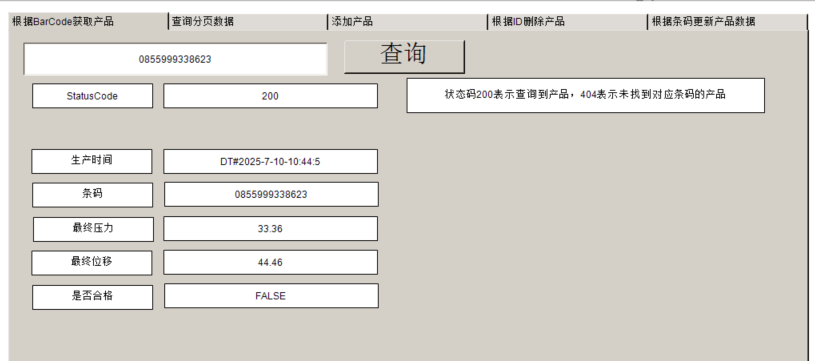 根据BarCode获取产品
查询分页数据
添加产品
根据ID删除产品
根据条码更新产品数据
0855999338623
查询
StatusCode
200
状态码200表示查询到产品，404表示未找到对应条码的产品
生产时间
DT#2025-7-10-10:44:5
条码
0855999338623
最终压力
33.36
最终位移
44.46
是否合格
FALSE